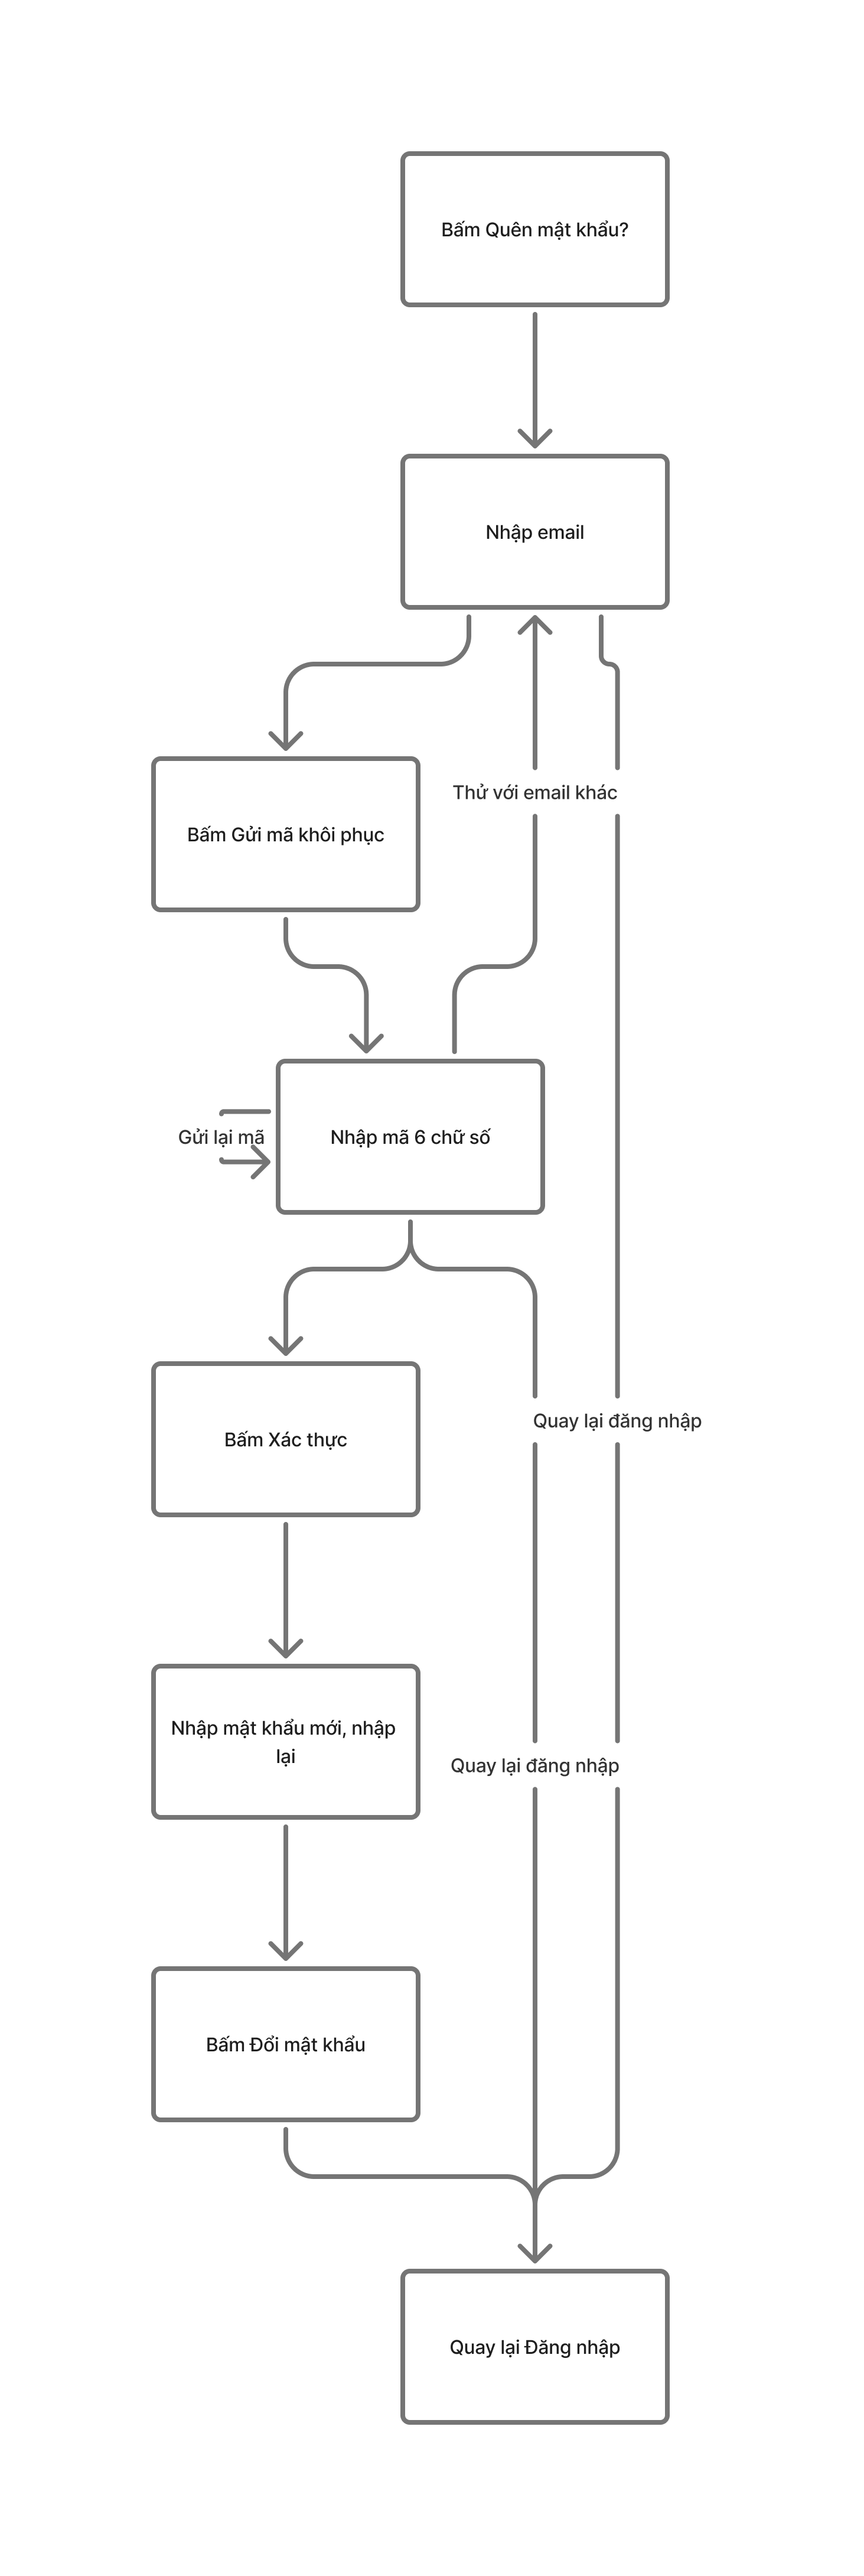 Bấm Quên mật khẩu?
Nhập email
Thử với email khác
Bấm Gửi mã khôi phục
Gửi lại mã
Nhập mã 6 chữ số
Quay lại đăng nhập
Bấm Xác thực
Nhập mật khẩu mới, nhập
lại
Quay lại đăng nhập
Bấm Đổi mật khẩu
Quay lại Đăng nhập